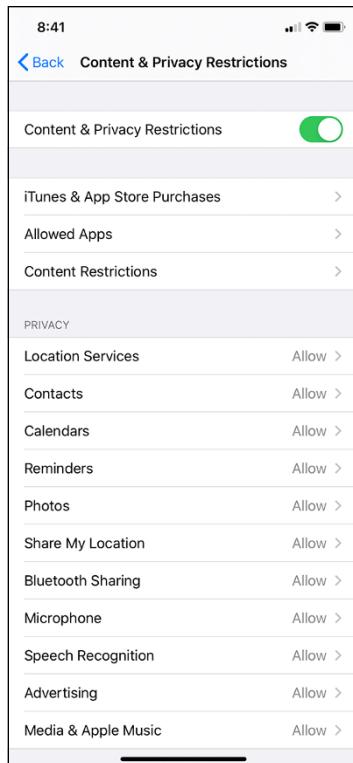 8:41
Back Content & Privacy Restrictions
Content & Privacy Restrictions
iTunes & App Store Purchases
Allowed Apps
Content Restrictions
PRIVACY
Location Services Allow
Contacts Allow
Calendars Allow
Reminders Allow
Photos Allow
Share My Location Allow
Bluetooth Sharing Allow
Microphone Allow
Speech Recognition Allow
Advertising Allow
Media & Apple Music Allow